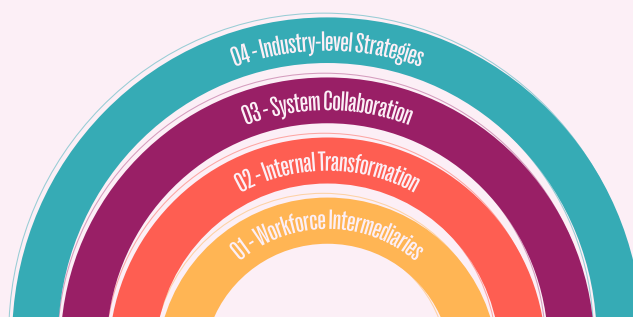 04 - Industry-level Strategies
03 - System Collaboration
02 - Internal Transformation
01 - Workforce Intermediaries